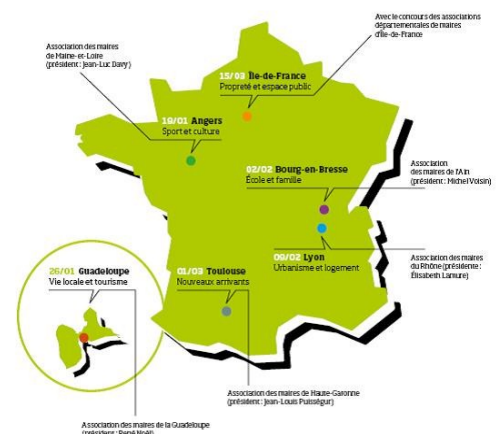 Avec le concours des associations
départementales de maires
d'Île-de-France
Association des maires
de Maine-et-Loire
(président : Jean-Luc Davy)
15/03 Île-de-France
Propreté et espace public
19/01 Angers
Sport et culture
02/02 Bourg-en-Bresse
École et famille
Association
des maires de l'Ain
(président : Michel Voisin)
09/02 Lyon
Urbanisme et logement
Association des maires
du Rhône (présidente :
Élisabeth Lamure)
26/01 Guadeloupe
Vie locale et tourisme
01/03 Toulouse
Nouveaux arrivants
Association des maires de Haute-Garonne
(président : Jean-Louis Puisségur)
Association des maires de la Guadeloupe
(président : René Noël)